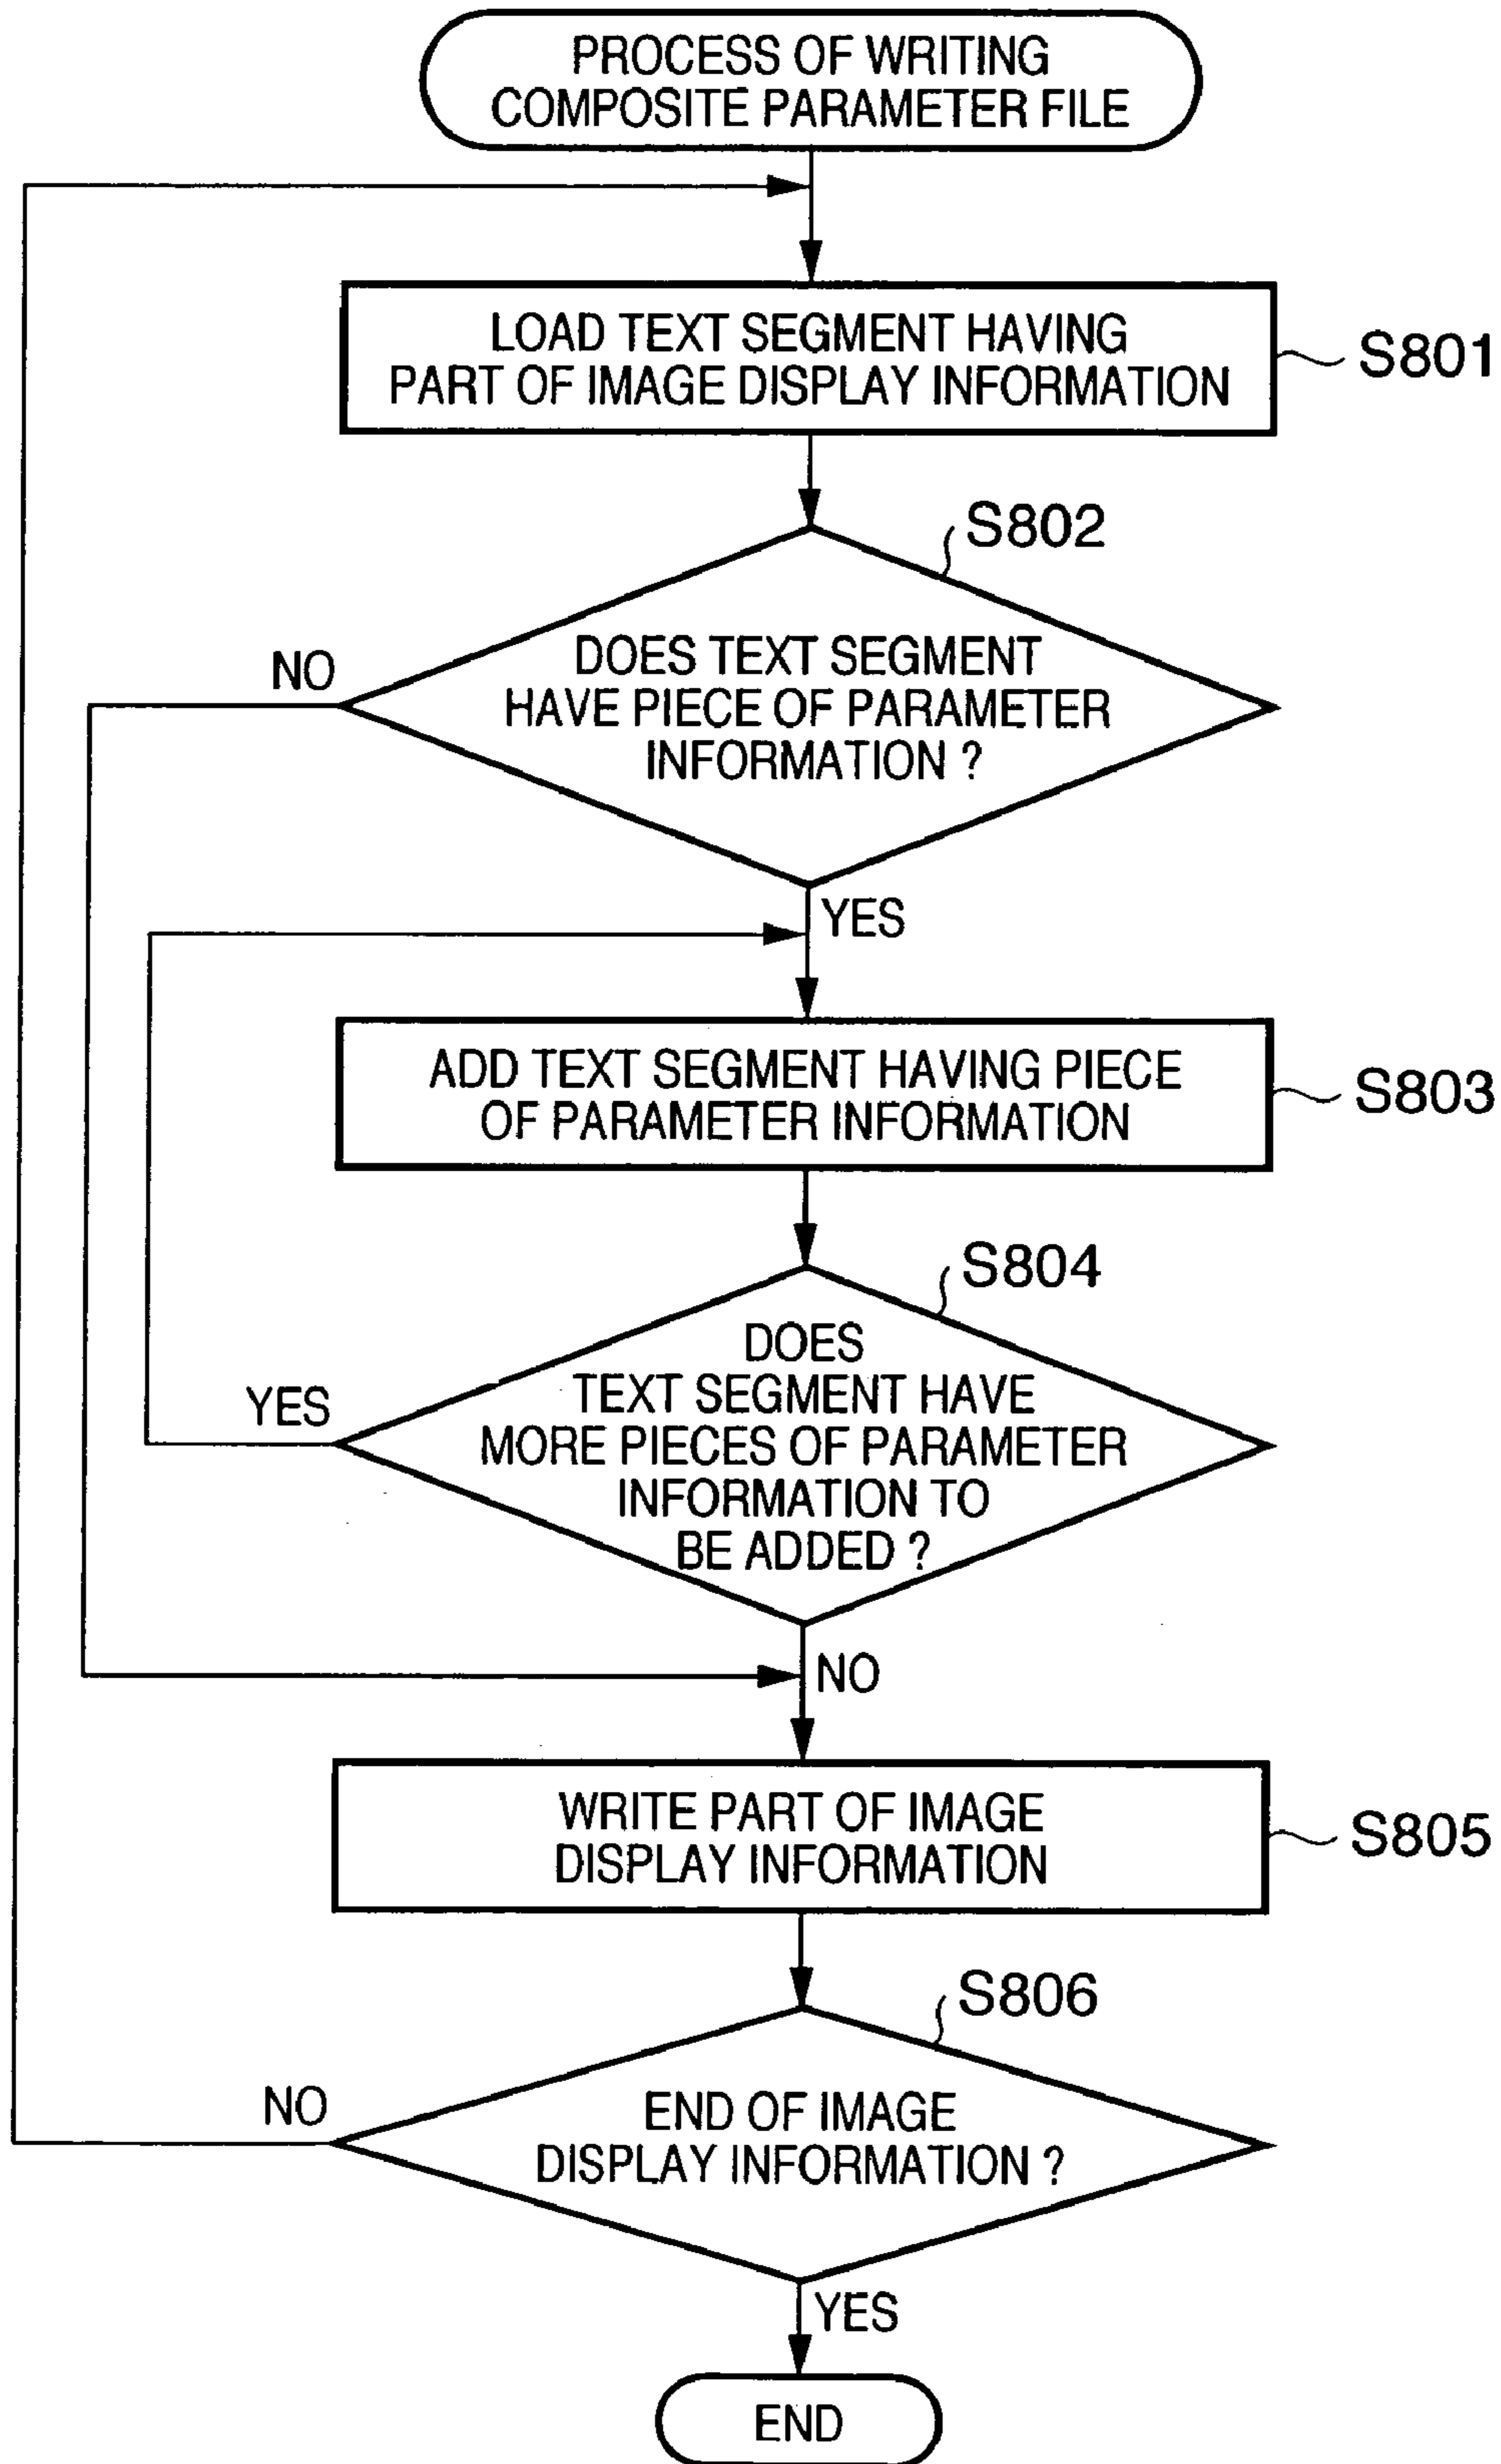 PROCESS OF WRITING
COMPOSITE PARAMETER FILE
LOAD TEXT SEGMENT HAVING
PART OF IMAGE DISPLAY INFORMATION
S801
S802
NO
DOES TEXT SEGMENT
HAVE PIECE OF PARAMETER
INFORMATION ?
YES
ADD TEXT SEGMENT HAVING PIECE
OF PARAMETER INFORMATION
S803
S804
YES
DOES
TEXT SEGMENT HAVE
MORE PIECES OF PARAMETER
INFORMATION TO
BE ADDED ?
NO
WRITE PART OF IMAGE
DISPLAY INFORMATION
S805
S806
NO
END OF IMAGE
DISPLAY INFORMATION ?
YES
END